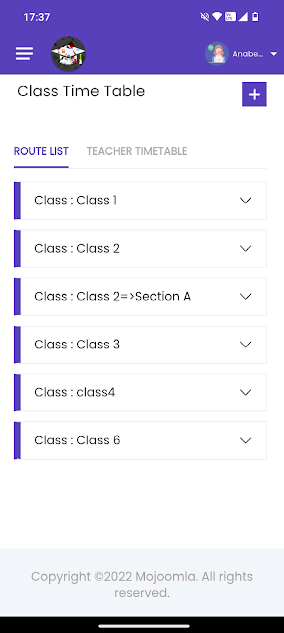 17:37
Anabe...
Class Time Table
ROUTE LIST
TEACHER TIMETABLE
Class : Class 1
Class : Class 2
Class : Class 2=>Section A
Class : Class 3
Class : class4
Class : Class 6
Copyright ©2022 Mojoomla. All rights
reserved.